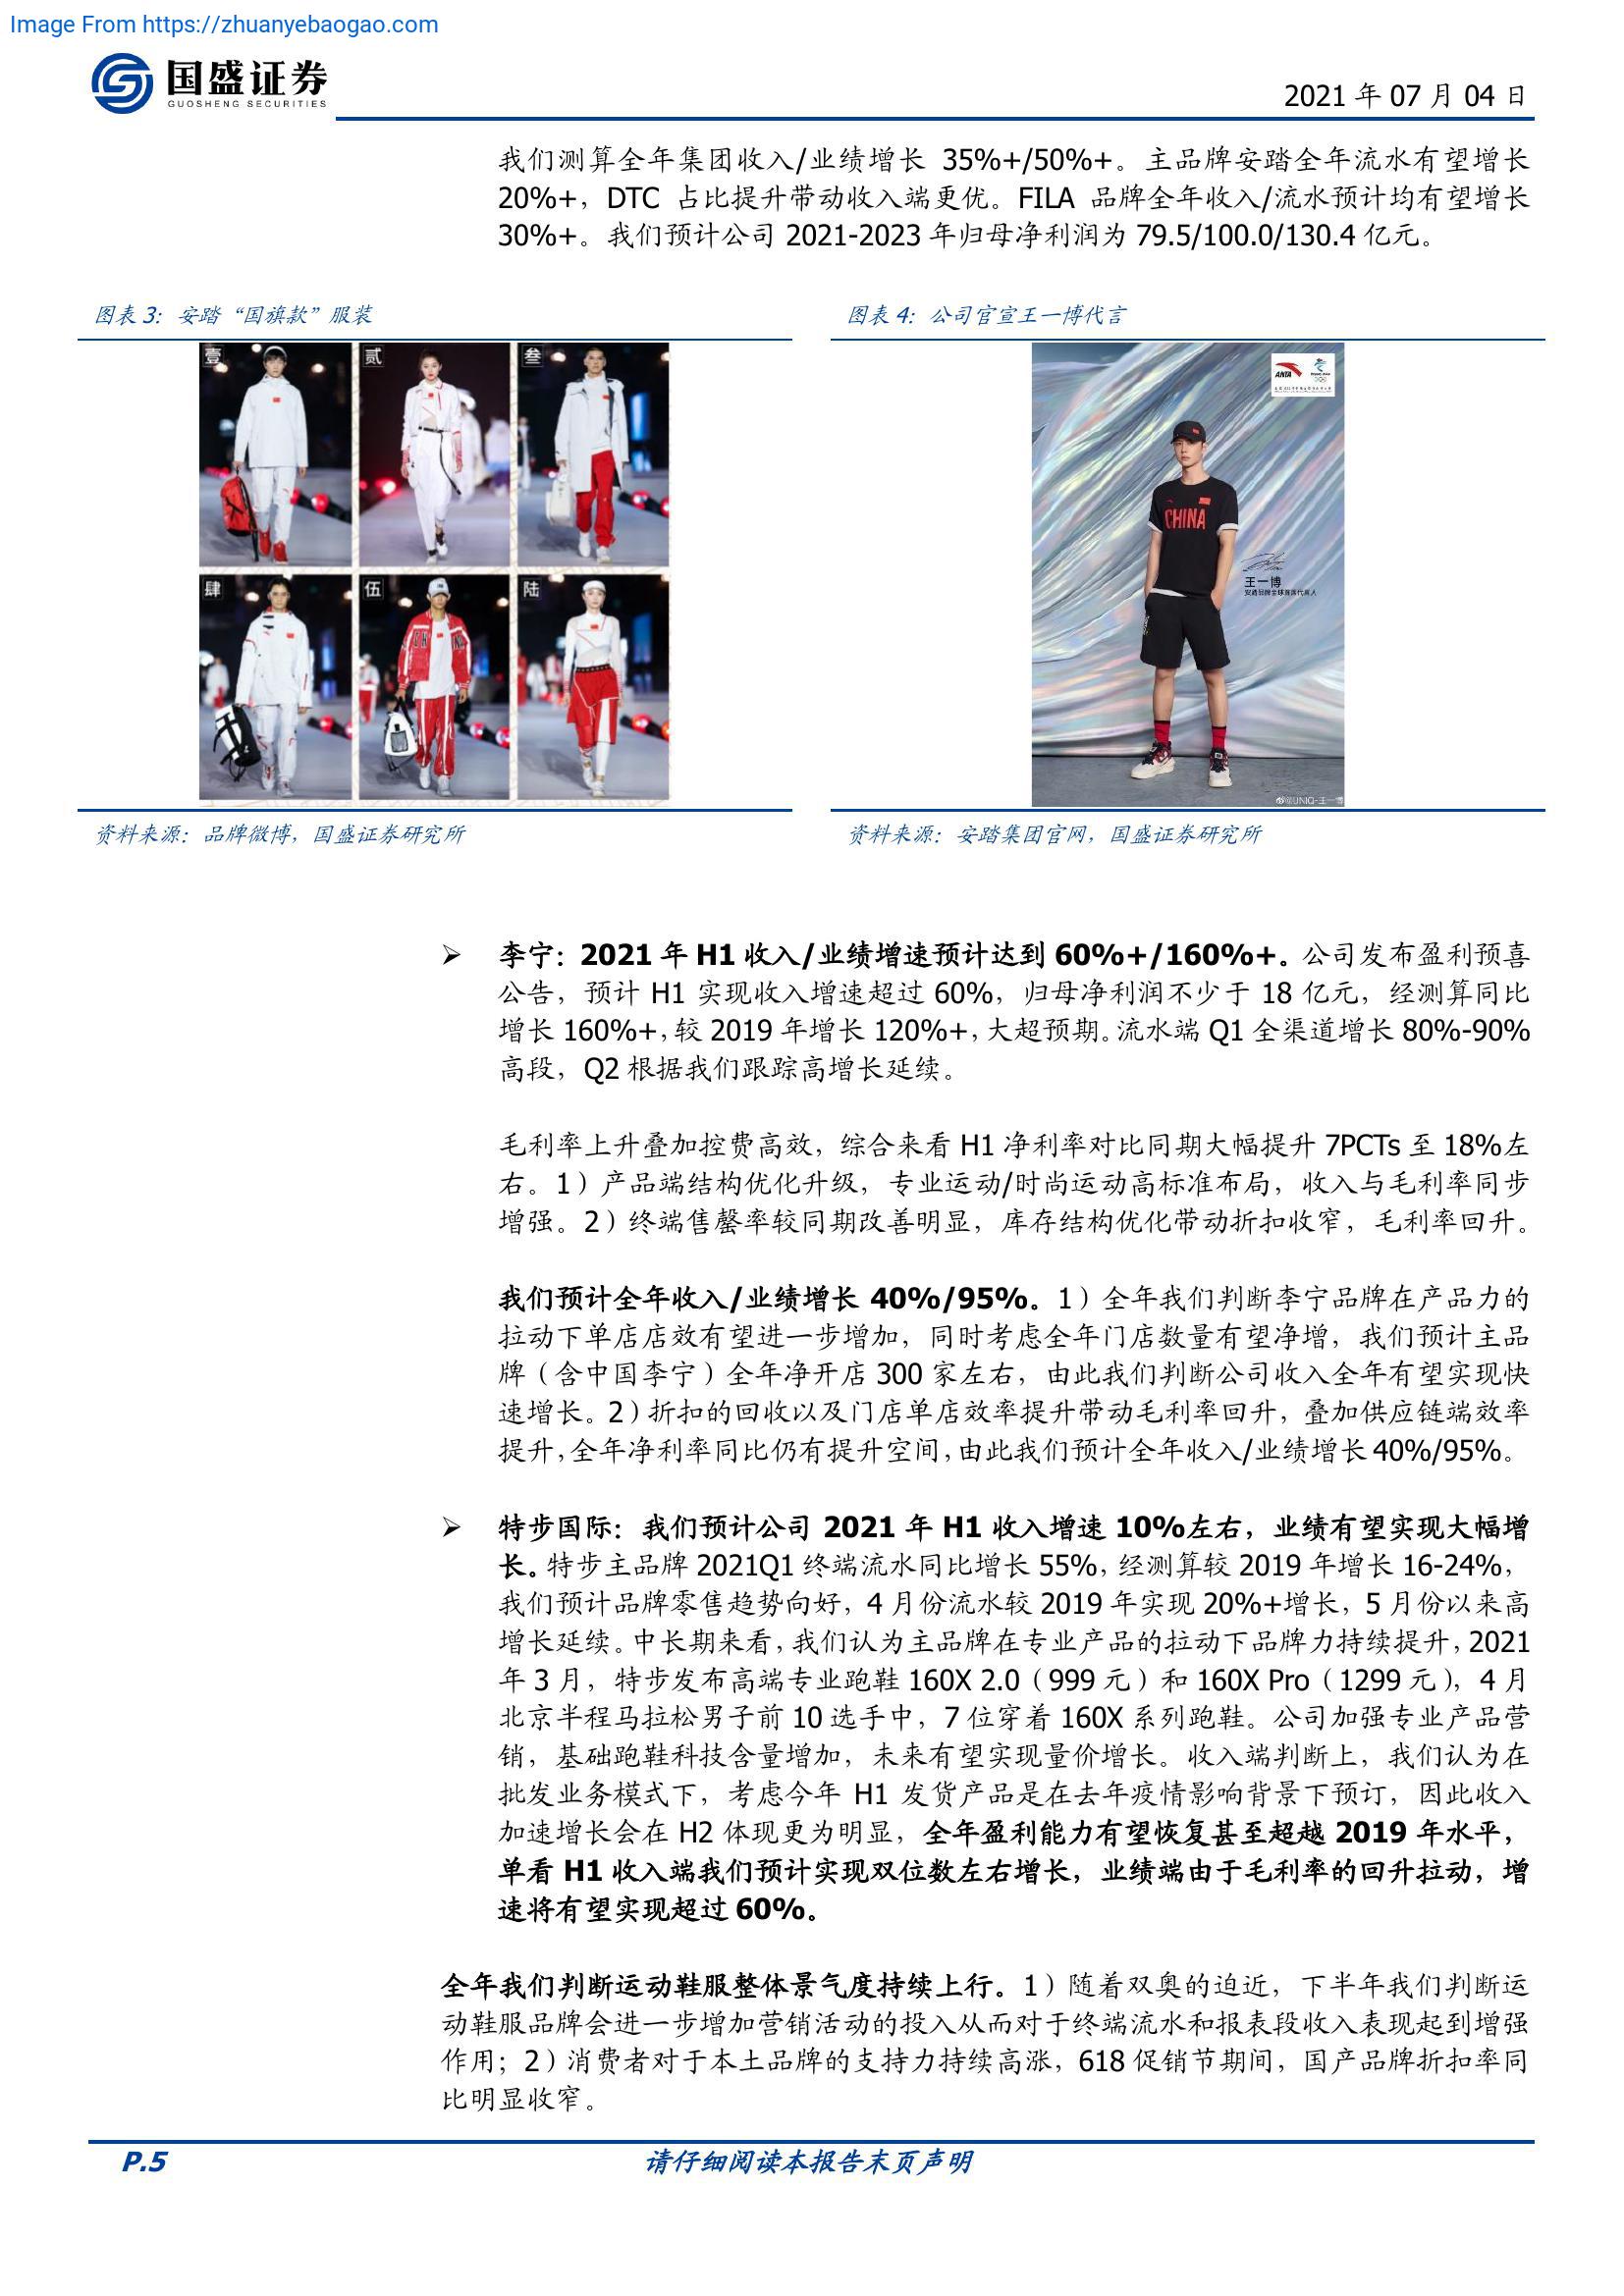 Image From https://zhuanyebaogao.com
国盛证券
GUOSHENG SECURITIES
2021 年 07 月 04 日
我们测算全年集团收入/业绩增长 35%+/50%+。主品牌安踏全年流水有望增长
20%+，DTC 占比提升带动收入端更优。FILA 品牌全年收入/流水预计均有望增长
30%+。我们预计公司 2021-2023 年归母净利润为 79.5/100.0/130.4 亿元。
图表 3：安踏“国旗款”服装
壹
贰
叁
肆
伍
陆
资料来源：品牌微博，国盛证券研究所
图表 4：公司官宣王一博代言
ANTA
CHINA
王一博
安踏品牌全球首席代言人
@UNIQ-王一博
资料来源：安踏集团官网，国盛证券研究所
➢ 李宁：2021 年 H1 收入/业绩增速预计达到 60%+/160%+。公司发布盈利预喜
公告，预计 H1 实现收入增速超过 60%，归母净利润不少于 18 亿元，经测算同比
增长 160%+，较 2019 年增长 120%+，大超预期。流水端 Q1 全渠道增长 80%-90%
高段，Q2 根据我们跟踪高增长延续。
毛利率上升叠加控费高效，综合来看 H1 净利率对比同期大幅提升 7PCTs 至 18%左
右。1）产品端结构优化升级，专业运动/时尚运动高标准布局，收入与毛利率同步
增强。2）终端售罄率较同期改善明显，库存结构优化带动折扣收窄，毛利率回升。
我们预计全年收入/业绩增长 40%/95%。1）全年我们判断李宁品牌在产品力的
拉动下单店店效有望进一步增加，同时考虑全年门店数量有望净增，我们预计主品
牌（含中国李宁）全年净开店 300 家左右，由此我们判断公司收入全年有望实现快
速增长。2）折扣的回收以及门店单店效率提升带动毛利率回升，叠加供应链端效率
提升，全年净利率同比仍有提升空间，由此我们预计全年收入/业绩增长 40%/95%。
➢ 特步国际：我们预计公司 2021 年 H1 收入增速 10%左右，业绩有望实现大幅增
长。特步主品牌 2021Q1 终端流水同比增长 55%，经测算较 2019 年增长 16-24%，
我们预计品牌零售趋势向好，4 月份流水较 2019 年实现 20%+增长，5 月份以来高
增长延续。中长期来看，我们认为主品牌在专业产品的拉动下品牌力持续提升，2021
年 3 月，特步发布高端专业跑鞋 160X 2.0（999 元）和 160X Pro（1299 元），4 月
北京半程马拉松男子前 10 选手中，7 位穿着 160X 系列跑鞋。公司加强专业产品营
销，基础跑鞋科技含量增加，未来有望实现量价增长。收入端判断上，我们认为在
批发业务模式下，考虑今年 H1 发货产品是在去年疫情影响背景下预订，因此收入
加速增长会在 H2 体现更为明显，全年盈利能力有望恢复甚至超越 2019 年水平，
单看 H1 收入端我们预计实现双位数左右增长，业绩端由于毛利率的回升拉动，增
速将有望实现超过 60%。
全年我们判断运动鞋服整体景气度持续上行。1）随着双奥的迫近，下半年我们判断运
动鞋服品牌会进一步增加营销活动的投入从而对于终端流水和报表段收入表现起到增强
作用；2）消费者对于本土品牌的支持力持续高涨，618 促销节期间，国产品牌折扣率同
比明显收窄。
P.5
请仔细阅读本报告末页声明